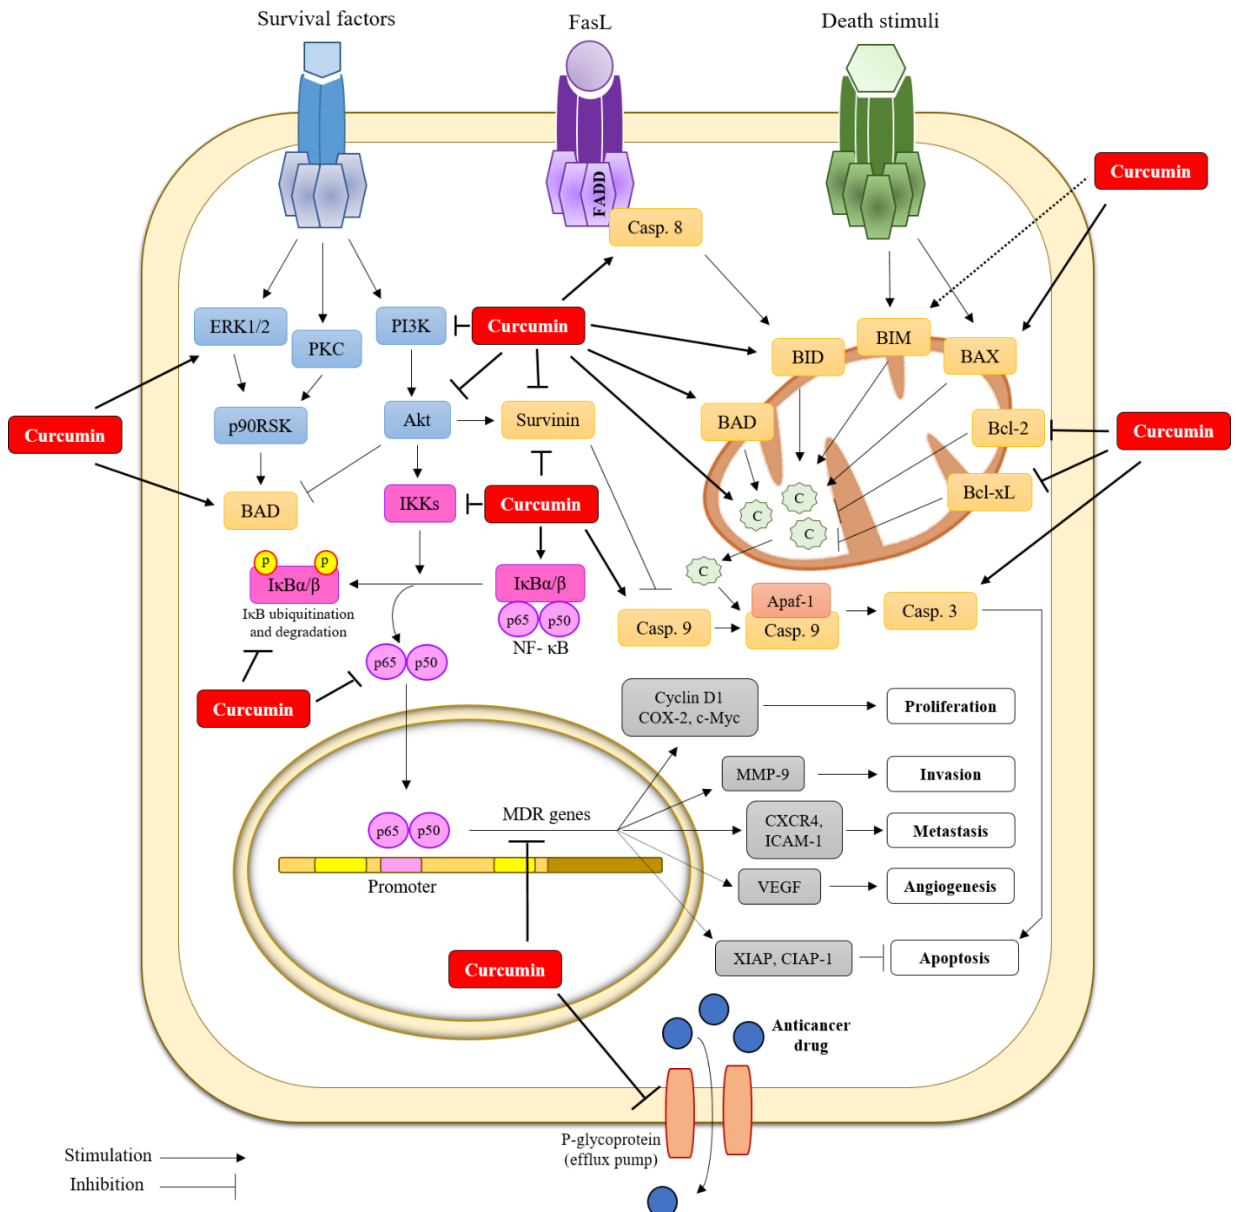 Survival factors
FasL
Death stimuli
FADD
Casp. 8
Curcumin
ERK1/2
PKC
PI3K
Curcumin
BID
BIM
BAX
Curcumin
p90RSK
Akt
Survinin
BAD
Bcl-2
Curcumin
Bcl-xL
BAD
IKKs
Curcumin
C
C
C
C
p
p
IκBα/β
IκB ubiquitination
and degradation
IκBα/β
p65
p50
NF- κB
Casp. 9
Apaf-1
Casp. 9
Casp. 3
p65
p50
Curcumin
Cyclin D1
COX-2, c-Myc
Proliferation
MMP-9
Invasion
MDR genes
p65
p50
CXCR4,
ICAM-1
Metastasis
Promoter
VEGF
Angiogenesis
Curcumin
XIAP, CIAP-1
Apoptosis
Anticancer
drug
P-glycoprotein
(efflux pump)
Stimulation
Inhibition